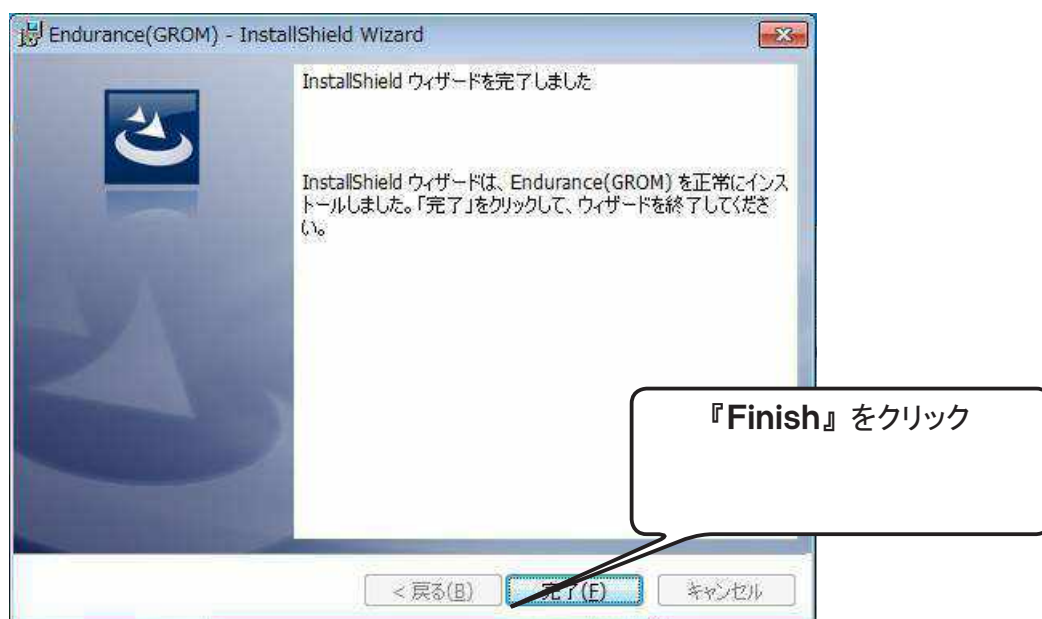 Endurance(GROM) - InstallShield Wizard
InstallShield ウィザードを完了しました
InstallShield ウィザードは、Endurance(GROM) を正常にインス
トールしました。「完了」をクリックして、ウィザードを終了してくださ
い。
『Finish』をクリック
< 戻る(B)
完了(F)
キャンセル